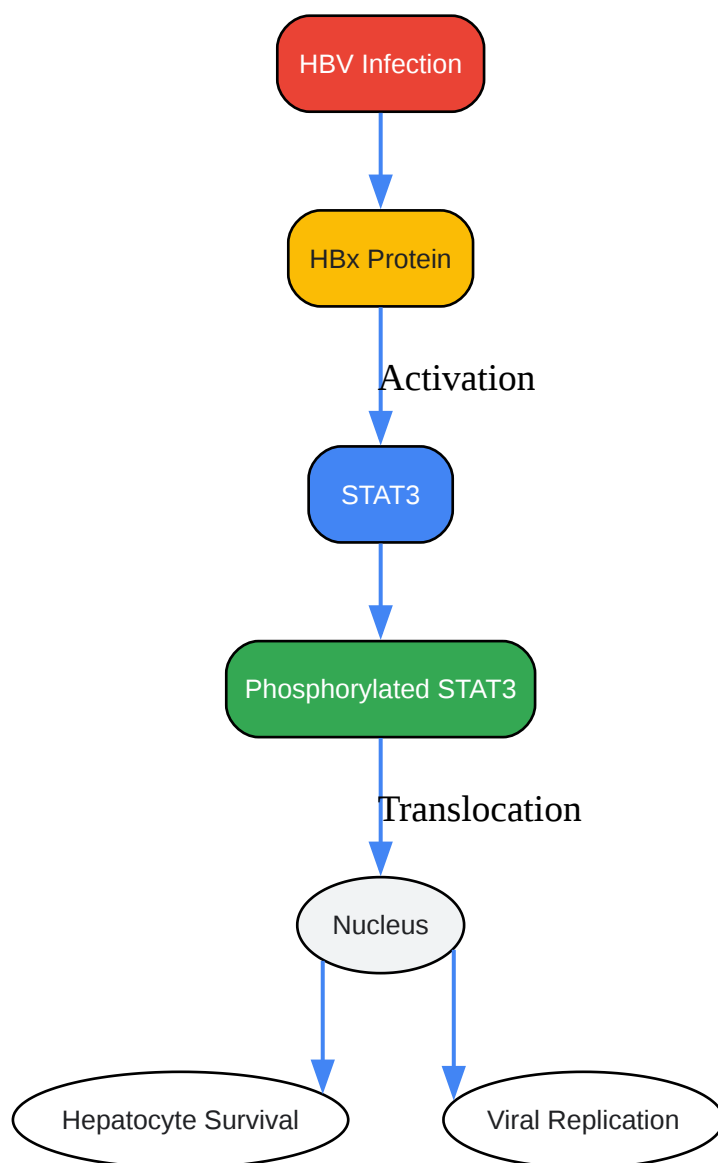 HBV Infection
HBx Protein
Activation
STAT3
Phosphorylated STAT3
Translocation
Nucleus
Hepatocyte Survival
Viral Replication